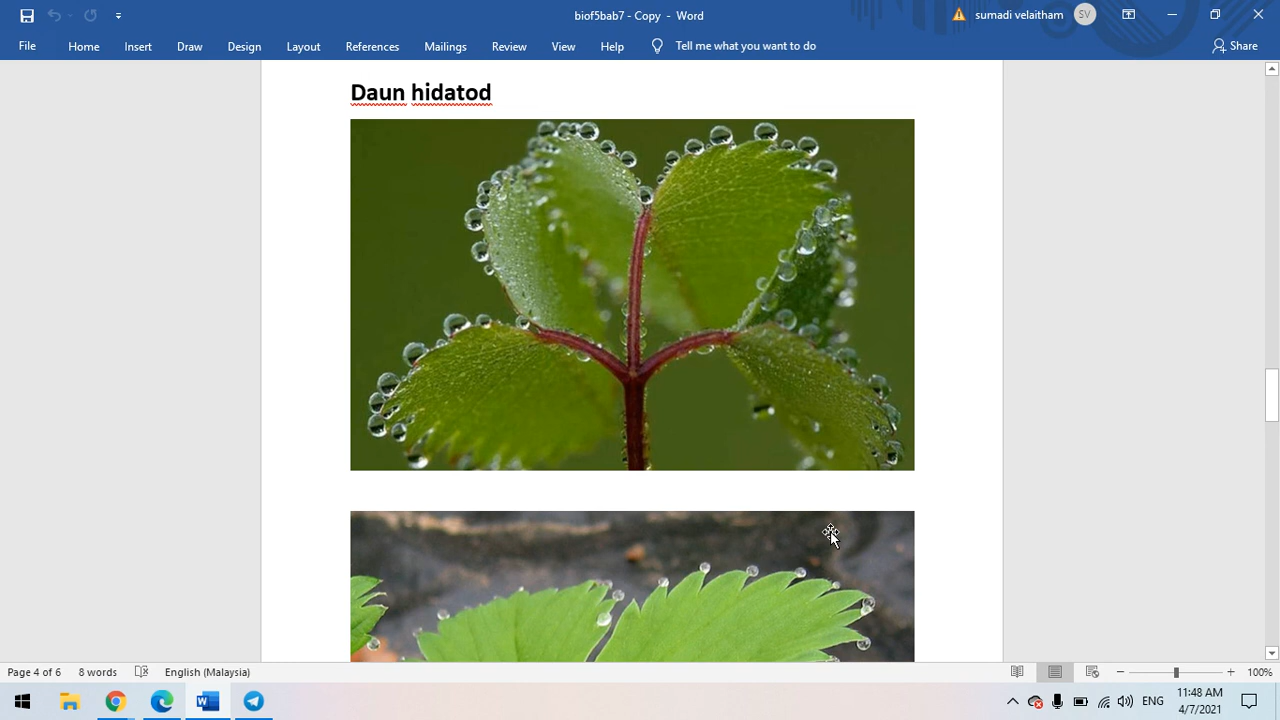 biof5bab7 - Copy - Word
sumadi velaitham
SV
File
Home
Insert
Draw
Design
Layout
References
Mailings
Review
View
Help
Tell me what you want to do
Share
Daun hidatod
Page 4 of 6
8 words
English (Malaysia)
100%
ENG
11:48 AM
4/7/2021